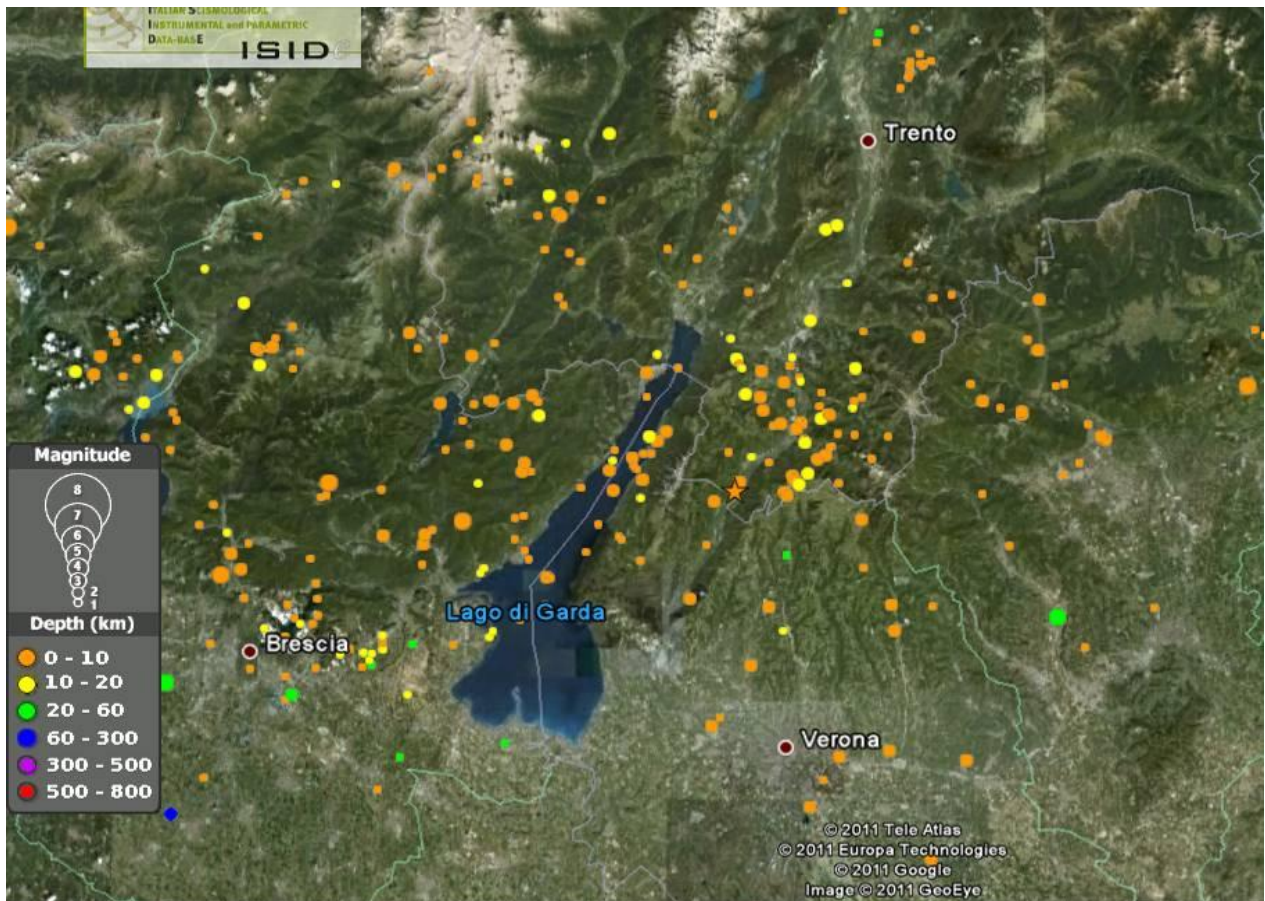 ITALIAN SEISMOLOGICAL
INSTRUMENTAL and PARAMETRIC
DATA-BASE
ISIDe
Trento
Magnitude
8
7
6
5
4
3
2
1
Depth (km)
0 - 10
10 - 20
20 - 60
60 - 300
300 - 500
500 - 800
Lago di Garda
Brescia
Verona
© 2011 Tele Atlas
© 2011 Europa Technologies
© 2011 Google
Image © 2011 GeoEye